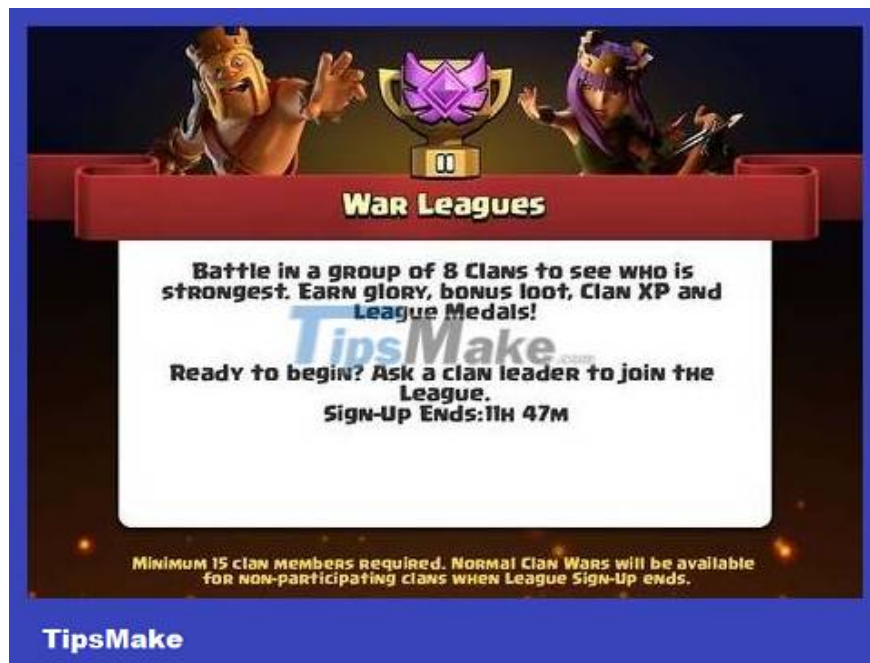 II
War Leagues
Battle in a group of 8 Clans to see who is
strongest. Earn glory, bonus loot, Clan XP and
League Medals!
TipsMake.com
Ready to begin? Ask a clan leader to join the
League.
Sign-Up Ends:11h 47m
Minimum 15 clan members required. Normal Clan Wars will be available
for non-participating clans when League Sign-Up ends.
TipsMake